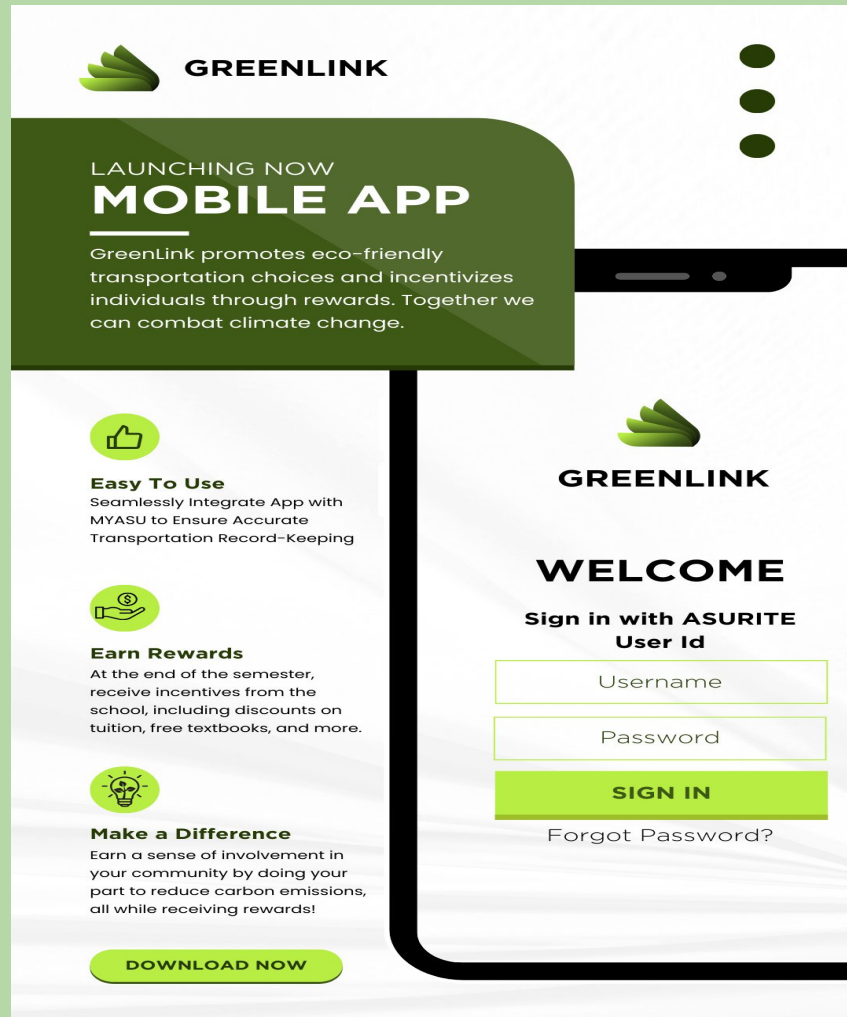 GREENLINK
LAUNCHING NOW
MOBILE APP
GreenLink promotes eco-friendly
transportation choices and incentivizes
individuals through rewards. Together we
can combat climate change.
Easy To Use
Seamlessly Integrate App with
MYASU to Ensure Accurate
Transportation Record-Keeping
$
Earn Rewards
At the end of the semester,
receive incentives from the
school, including discounts on
tuition, free textbooks, and more.
Make a Difference
Earn a sense of involvement in
your community by doing your
part to reduce carbon emissions,
all while receiving rewards!
DOWNLOAD NOW
GREENLINK
WELCOME
Sign in with ASURITE
User Id
Username
Password
SIGN IN
Forgot Password?